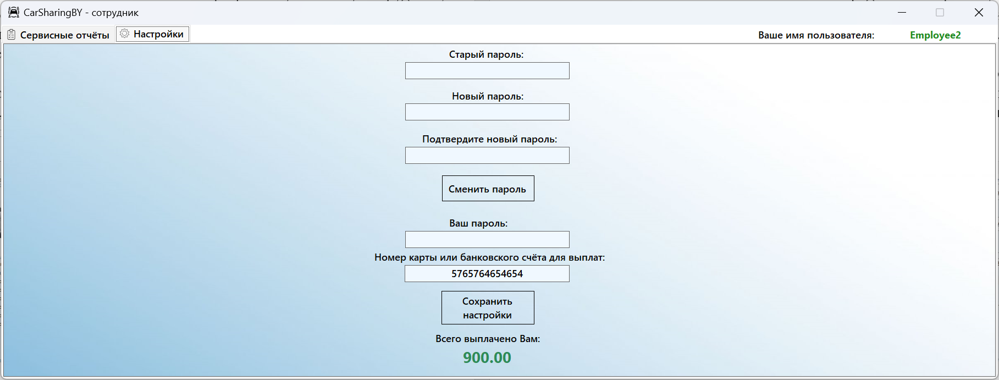 CarSharingBY - сотрудник
Сервисные отчёты
Настройки
Ваше имя пользователя:
Employee2
Старый пароль:
Новый пароль:
Подтвердите новый пароль:
Сменить пароль
Ваш пароль:
Номер карты или банковского счёта для выплат:
5765764654654
Сохранить
настройки
Всего выплачено Вам:
900.00